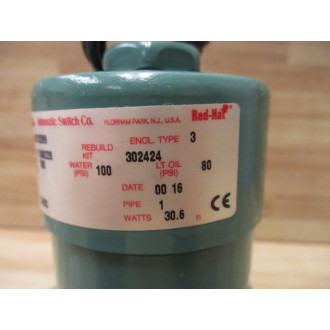 Automatic Switch Co. FLORHAM PARK, N.J., U.S.A. Red-Hat
ENCL. TYPE 3
REBUILD KIT 302424
WATER (PSI) 100 LT OIL (PSI) 80
DATE 00 16
PIPE 1
WATTS 30.6
CE